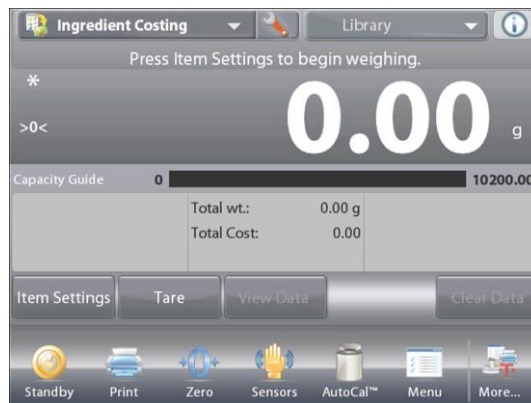 Ingredient Costing Library
Press Item Settings to begin weighing.
*
>0<
0.00 g
Capacity Guide 0 10200.00
Total wt.: 0.00 g
Total Cost: 0.00
Item Settings Tare View Data Clear Data
Standby Print Zero Sensors AutoCal™ Menu More...